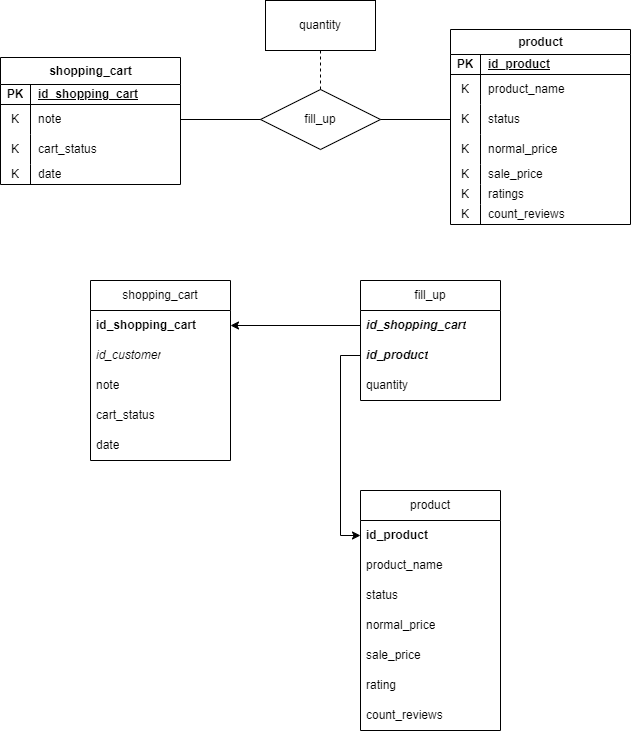 quantity
shopping_cart
PK id_shopping_cart
K note
K cart_status
K date
fill_up
product
PK id_product
K product_name
K status
K normal_price
K sale_price
K ratings
K count_reviews
shopping_cart
id_shopping_cart
id_customer
note
cart_status
date
fill_up
id_shopping_cart
id_product
quantity
product
id_product
product_name
status
normal_price
sale_price
rating
count_reviews